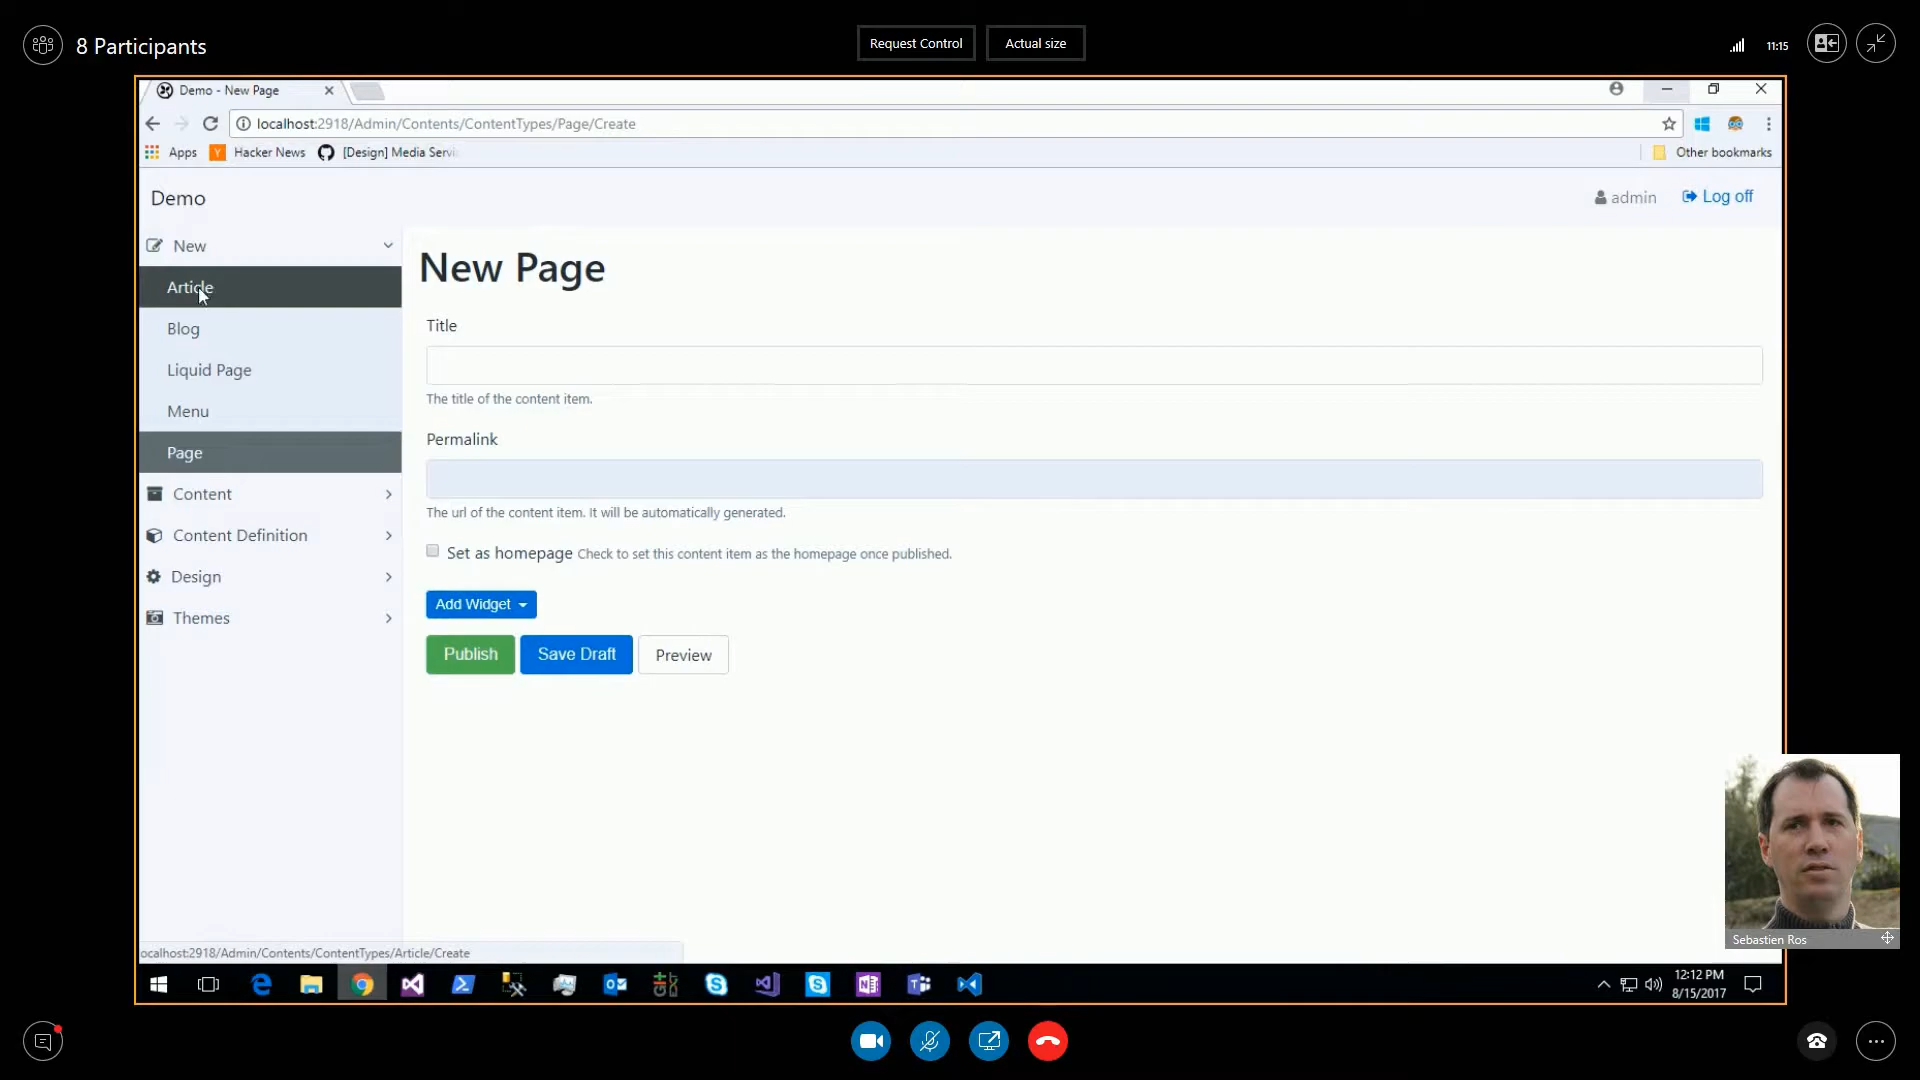 8 Participants
Request Control
Actual size
11:15
Demo - New Page
localhost:2918/Admin/Contents/ContentTypes/Page/Create
Apps
Hacker News
[Design] Media Servi
Other bookmarks
Demo
admin
Log off
New
Article
Blog
Liquid Page
Menu
Page
Content
Content Definition
Design
Themes
New Page
Title
The title of the content item.
Permalink
The url of the content item. It will be automatically generated.
Set as homepage Check to set this content item as the homepage once published.
Add Widget
Publish
Save Draft
Preview
Sebastien Ros
ocalhost:2918/Admin/Contents/ContentTypes/Article/Create
12:12 PM
8/15/2017